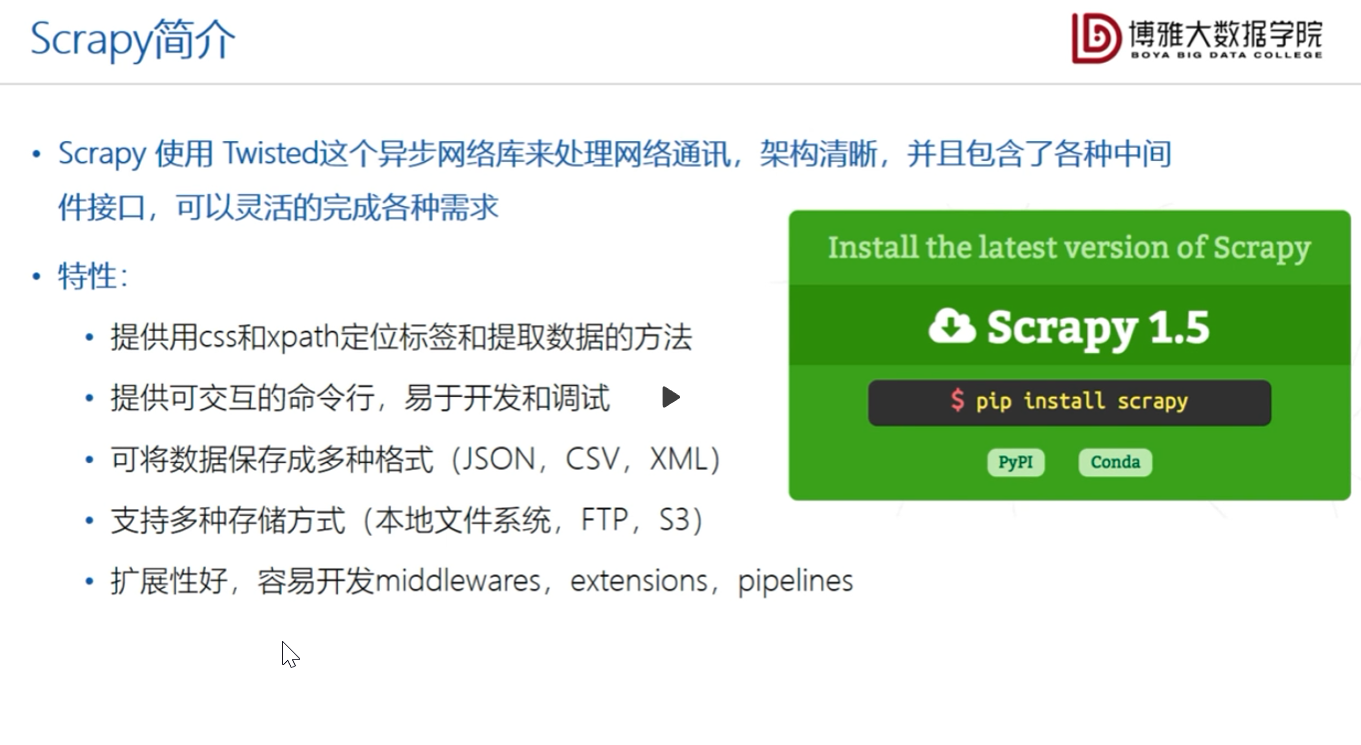 Scrapy简介
博雅大数据学院
BOYA BIG DATA COLLEGE
• Scrapy 使用 Twisted这个异步网络库来处理网络通讯，架构清晰，并且包含了各种中间
件接口，可以灵活的完成各种需求
• 特性：
• 提供用css和xpath定位标签和提取数据的方法
• 提供可交互的命令行，易于开发和调试
• 可将数据保存成多种格式（JSON，CSV，XML）
• 支持多种存储方式（本地文件系统，FTP，S3）
• 扩展性好，容易开发middlewares，extensions，pipelines
Install the latest version of Scrapy
Scrapy 1.5
$ pip install scrapy
PyPI
Conda